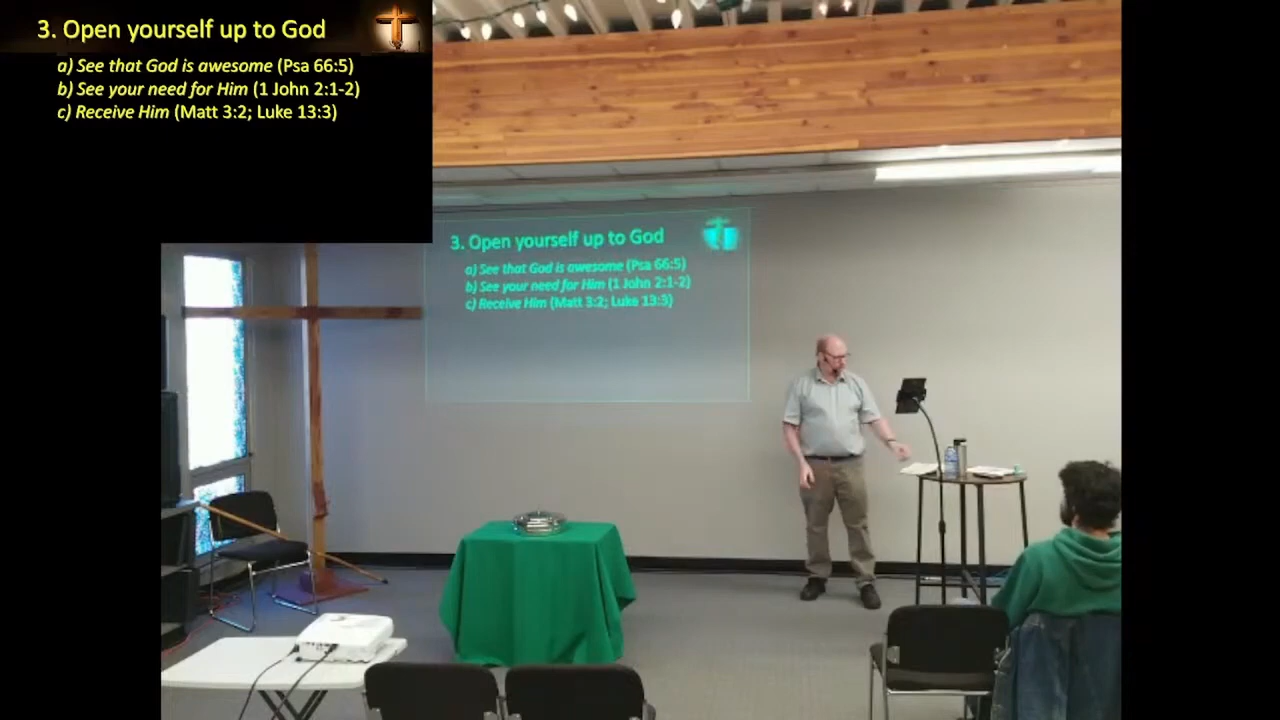 3. Open yourself up to God
a) See that God is awesome (Psa 66:5)
b) See your need for Him (1 John 2:1-2)
c) Receive Him (Matt 3:2; Luke 13:3)
3. Open yourself up to God
a) See that God is awesome (Psa 66:5)
b) See your need for Him (1 John 2:1-2)
c) Receive Him (Matt 3:2; Luke 13:3)